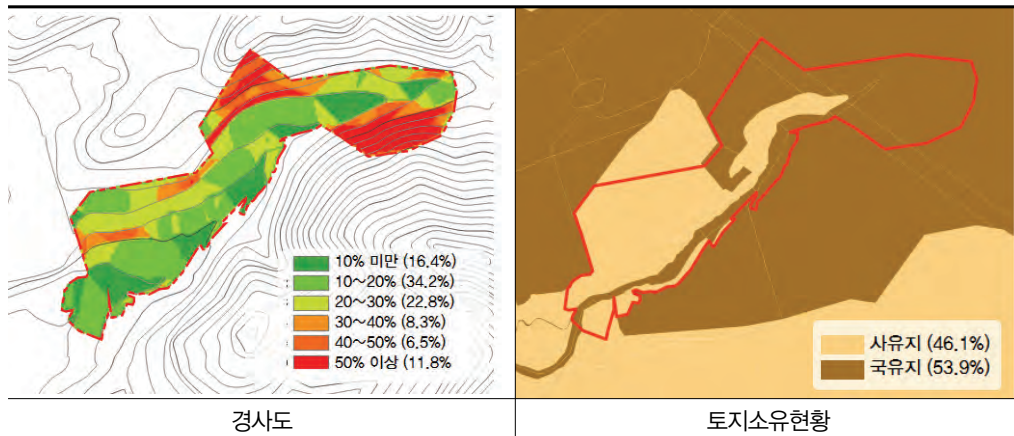 10% 미만 (16.4%)
10~20% (34.2%)
20~30% (22.8%)
30~40% (8.3%)
40~50% (6.5%)
50% 이상 (11.8%
사유지 (46.1%)
국유지 (53.9%)
경사도
토지소유현황